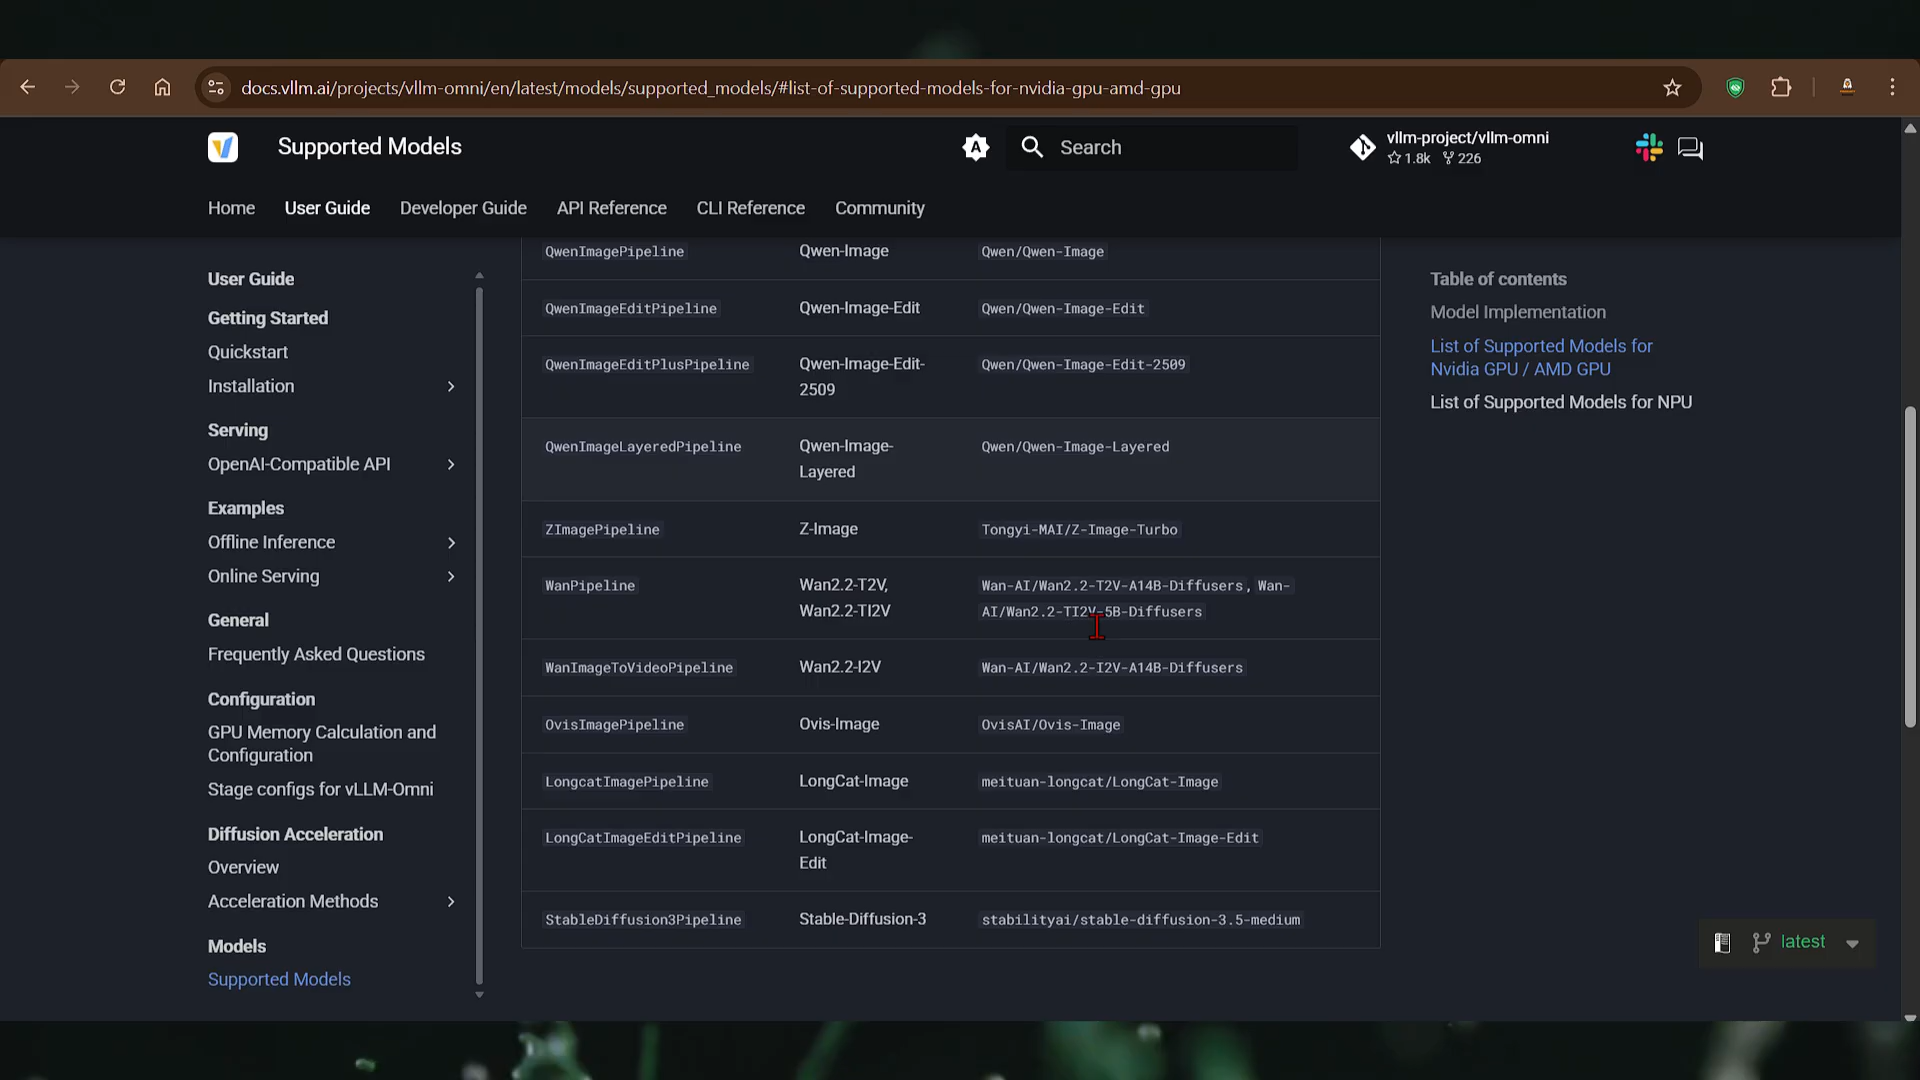 docs.vllm.ai/projects/vllm-omni/en/latest/models/supported_models/#list-of-supported-models-for-nvidia-gpu-amd-gpu
Supported Models
Search
vllm-project/vllm-omni
1.8k 226
Home User Guide Developer Guide API Reference CLI Reference Community
User Guide
Getting Started
Quickstart
Installation
Serving
OpenAI-Compatible API
Examples
Offline Inference
Online Serving
General
Frequently Asked Questions
Configuration
GPU Memory Calculation and
Configuration
Stage configs for vLLM-Omni
Diffusion Acceleration
Overview
Acceleration Methods
Models
Supported Models
QwenImagePipeline Qwen-Image Qwen/Qwen-Image
QwenImageEditPipeline Qwen-Image-Edit Qwen/Qwen-Image-Edit
QwenImageEditPlusPipeline Qwen-Image-Edit- Qwen/Qwen-Image-Edit-2509
2509
QwenImageLayeredPipeline Qwen-Image- Qwen/Qwen-Image-Layered
Layered
ZImagePipeline Z-Image Tongyi-MAI/Z-Image-Turbo
WanPipeline Wan2.2-T2V, Wan-AI/Wan2.2-T2V-A14B-Diffusers, Wan-
Wan2.2-TI2V AI/Wan2.2-TI2V-5B-Diffusers
WanImageToVideoPipeline Wan2.2-I2V Wan-AI/Wan2.2-I2V-A14B-Diffusers
OvisImagePipeline Ovis-Image OvisAI/Ovis-Image
LongcatImagePipeline LongCat-Image meituan-longcat/LongCat-Image
LongCatImageEditPipeline LongCat-Image- meituan-longcat/LongCat-Image-Edit
Edit
StableDiffusion3Pipeline Stable-Diffusion-3 stabilityai/stable-diffusion-3.5-medium
Table of contents
Model Implementation
List of Supported Models for
Nvidia GPU / AMD GPU
List of Supported Models for NPU
latest